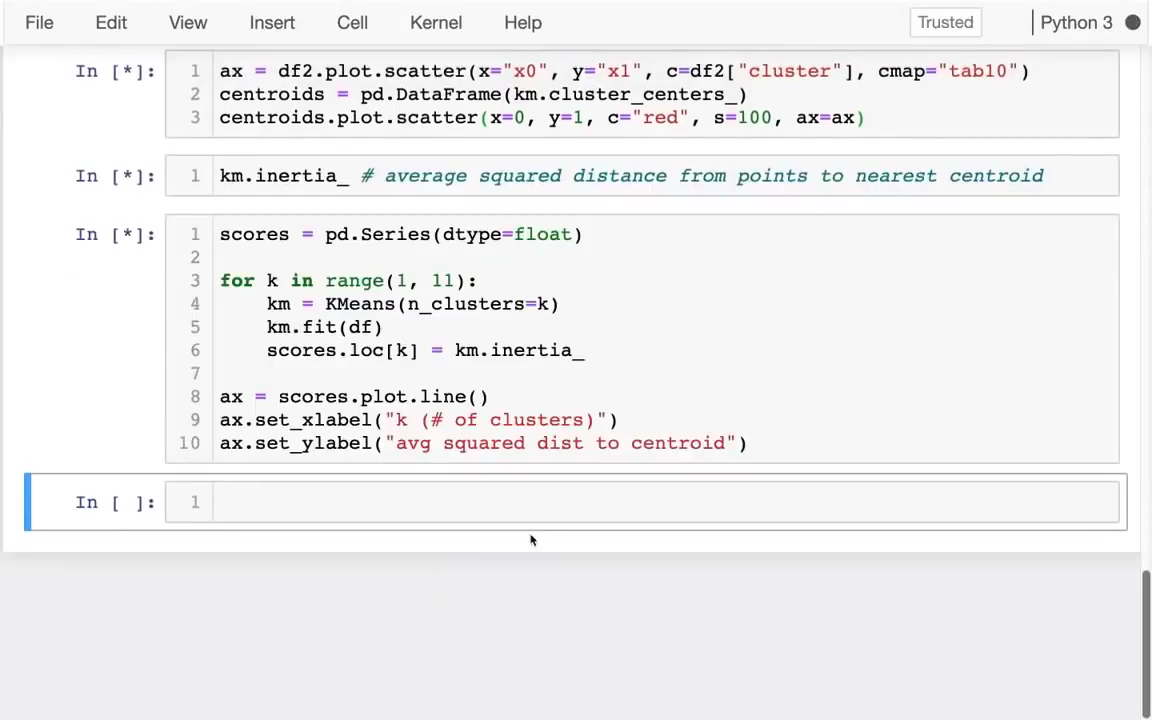 File Edit View Insert Cell Kernel Help Trusted Python 3
In [*]: 1 ax = df2.plot.scatter(x="x0", y="x1", c=df2["cluster"], cmap="tab10")
2 centroids = pd.DataFrame(km.cluster_centers_)
3 centroids.plot.scatter(x=0, y=1, c="red", s=100, ax=ax)
In [*]: 1 km.inertia_ # average squared distance from points to nearest centroid
In [*]: 1 scores = pd.Series(dtype=float)
2
3 for k in range(1, 11):
4     km = KMeans(n_clusters=k)
5     km.fit(df)
6     scores.loc[k] = km.inertia_
7
8 ax = scores.plot.line()
9 ax.set_xlabel("k (# of clusters)")
10 ax.set_ylabel("avg squared dist to centroid")
In [ ]: 1